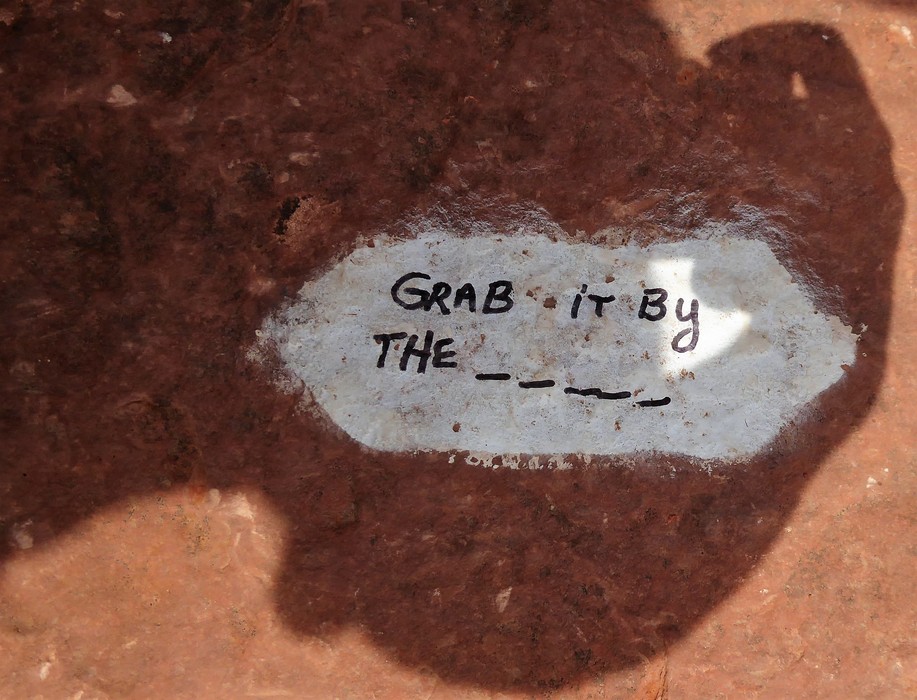 GRAB iT By
THE _ _ _ _